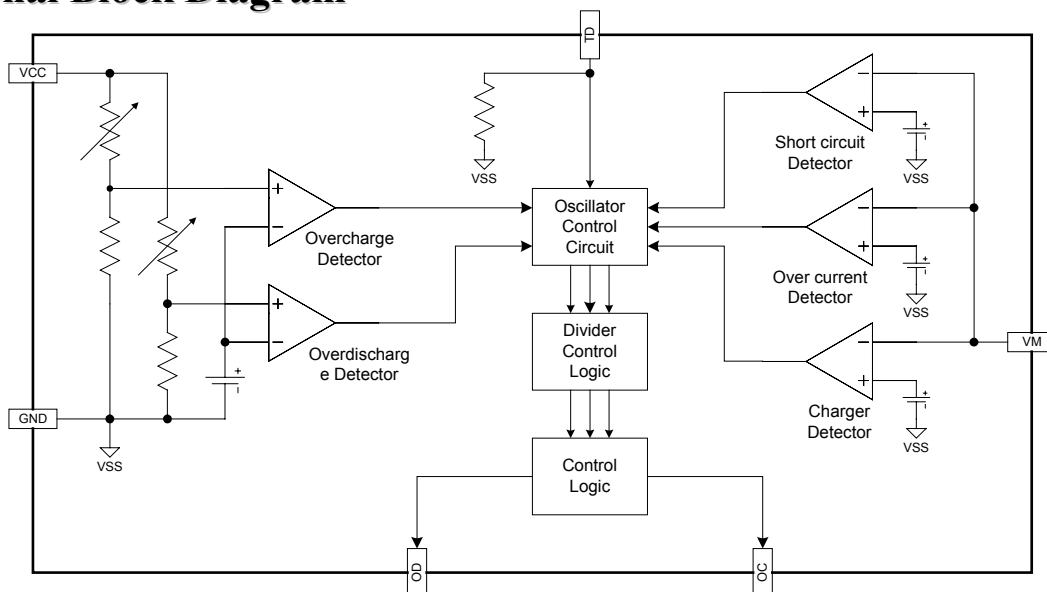 Block Diagram
TD
VCC
Short circuit
Detector
VSS
VSS
Oscillator
Control
Circuit
Overcharge
Detector
Over current
Detector
VSS
Divider
Control
Logic
VM
Overdischarg
e Detector
Charger
Detector
GND
VSS
VSS
Control
Logic
OD
OC